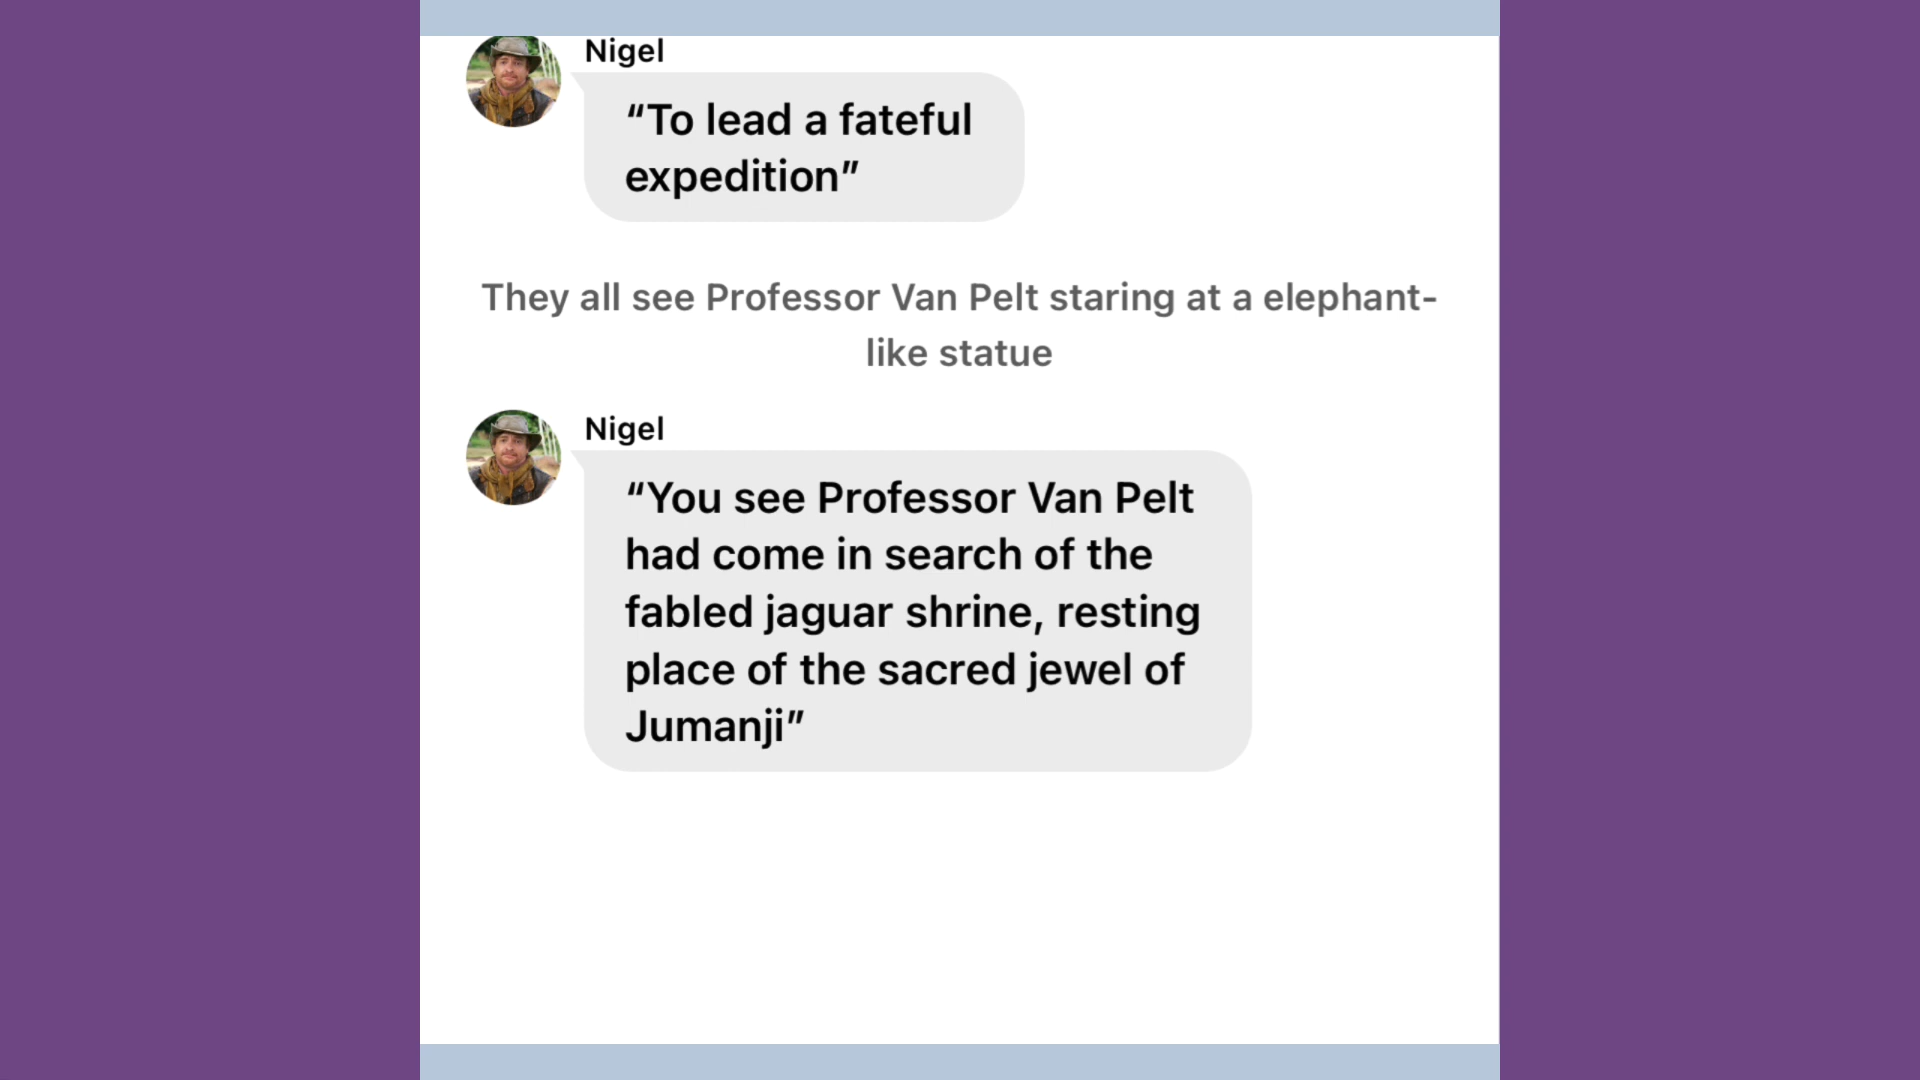 Nigel
“To lead a fateful
expedition”
They all see Professor Van Pelt staring at a elephant-
like statue
Nigel
“You see Professor Van Pelt
had come in search of the
fabled jaguar shrine, resting
place of the sacred jewel of
Jumanji”